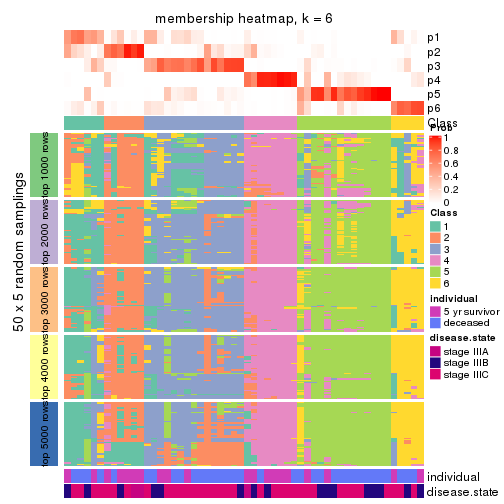 membership heatmap, k = 6
p1
p2
p3
p4
p5
p6
Class
Prob
1
0.8
0.6
0.4
0.2
0
Class
1
2
3
4
5
6
individual
5 yr survivor
deceased
disease.state
stage IIIA
stage IIIB
stage IIIC
50 x 5 random samplings
top 1000 rows
top 2000 rows
top 3000 rows
top 4000 rows
top 5000 rows
individual
disease.state